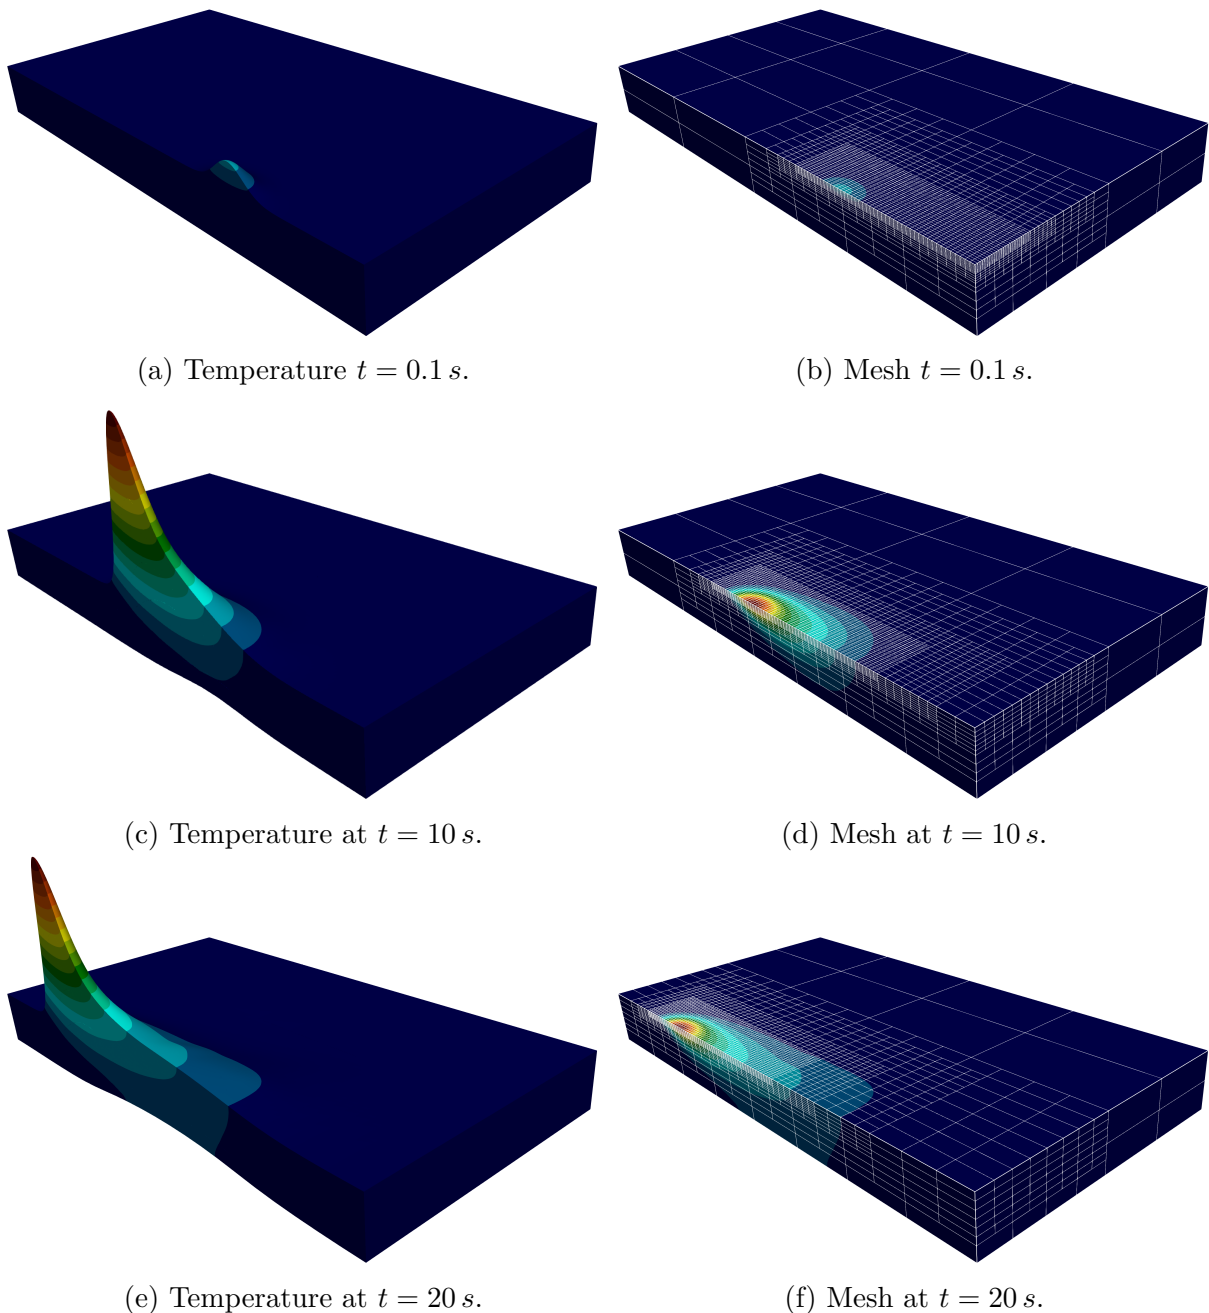 (a) Temperature t = 0.1 s.
(b) Mesh t = 0.1 s.
(c) Temperature at t = 10 s.
(d) Mesh at t = 10 s.
(e) Temperature at t = 20 s.
(f) Mesh at t = 20 s.